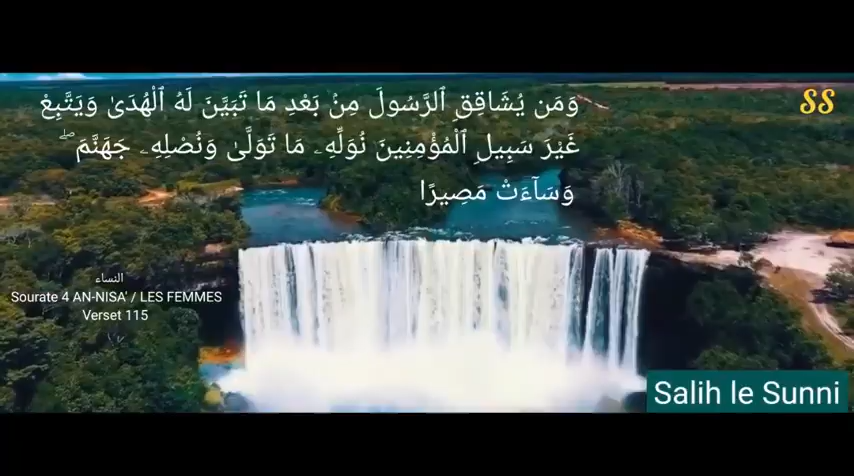 وَمَن يُشَاقِقِ ٱلرَّسُولَ مِنۢ بَعْدِ مَا تَبَيَّنَ لَهُ ٱلْهُدَىٰ وَيَتَّبِعْ
غَيْرَ سَبِيلِ ٱلْمُؤْمِنِينَ نُوَلِّهِۦ مَا تَوَلَّىٰ وَنُصْلِهِۦ جَهَنَّمَ ۖ
وَسَآءَتْ مَصِيرًا
SS
النساء
Sourate 4 AN-NISA' / LES FEMMES
Verset 115
Salih le Sunni